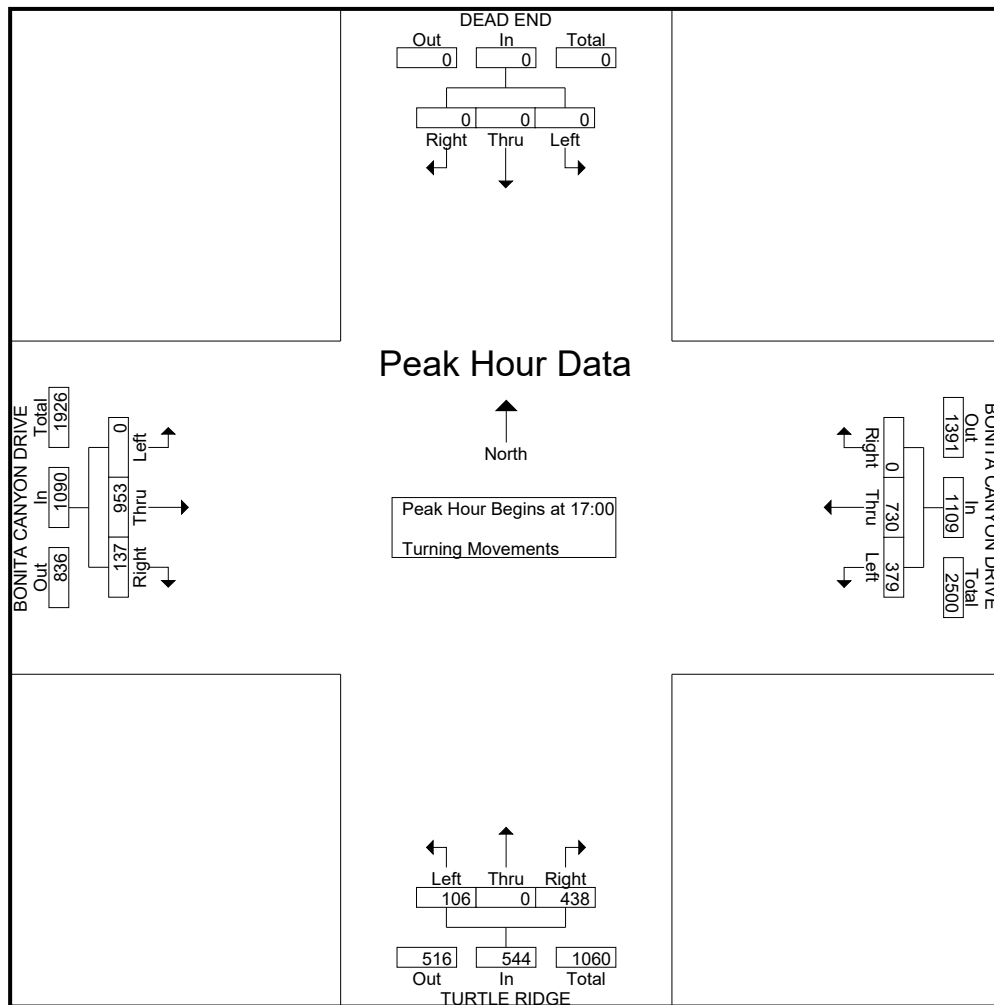 DEAD END
Out In Total
0 0 0
0 0 0
Right Thru Left
Peak Hour Data
North
Peak Hour Begins at 17:00
Turning Movements
BONITA CANYON DRIVE
Total In Out
1926 1090 836
0 953 137
Left Thru Right
BONITA CANYON DRIVE
Out In Total
1391 1109 2500
0 730 379
Right Thru Left
Left Thru Right
106 0 438
516 544 1060
Out In Total
TURTLE RIDGE